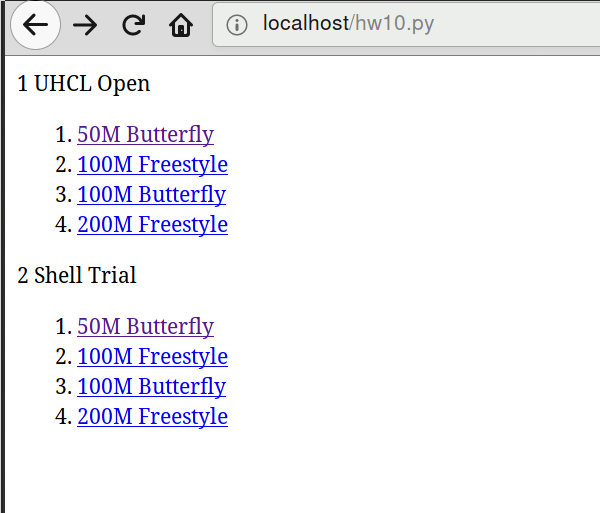 localhost/hw10.py
1 UHCL Open
1. 50M Butterfly
2. 100M Freestyle
3. 100M Butterfly
4. 200M Freestyle
2 Shell Trial
1. 50M Butterfly
2. 100M Freestyle
3. 100M Butterfly
4. 200M Freestyle